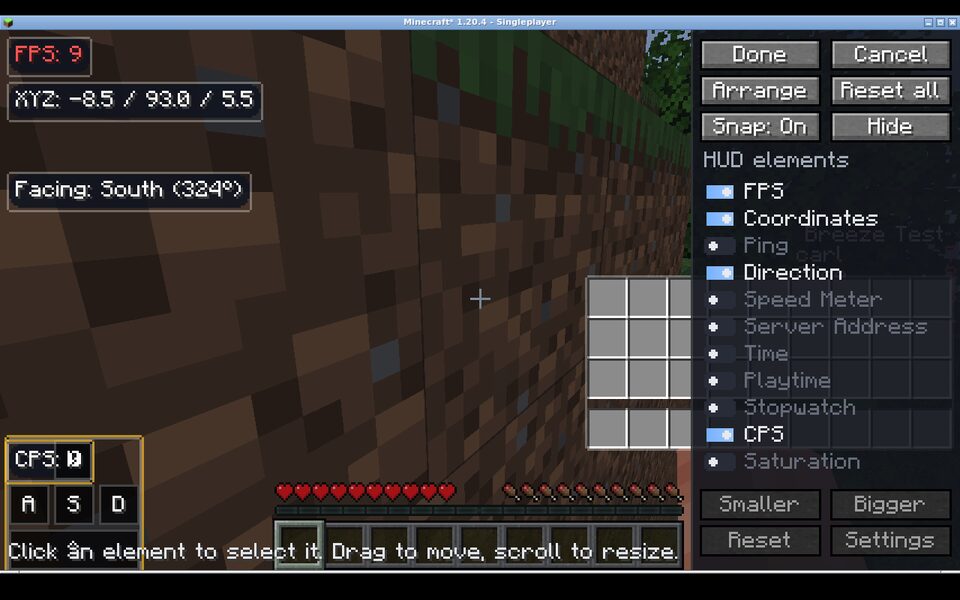 Minecraft* 1.20.4 - Singleplayer
FPS: 9
XYZ: -8.5 / 93.0 / 5.5
Facing: South (324°)
Done
Cancel
Arrange
Reset all
Snap: On
Hide
HUD elements
FPS
Coordinates
Ping
Breeze Test
carl
Direction
Speed Meter
Server Address
Time
Playtime
Stopwatch
CPS
Saturation
Smaller
Bigger
Reset
Settings
CPS:
A
S
D
Click an element to select it. Drag to move, scroll to resize.